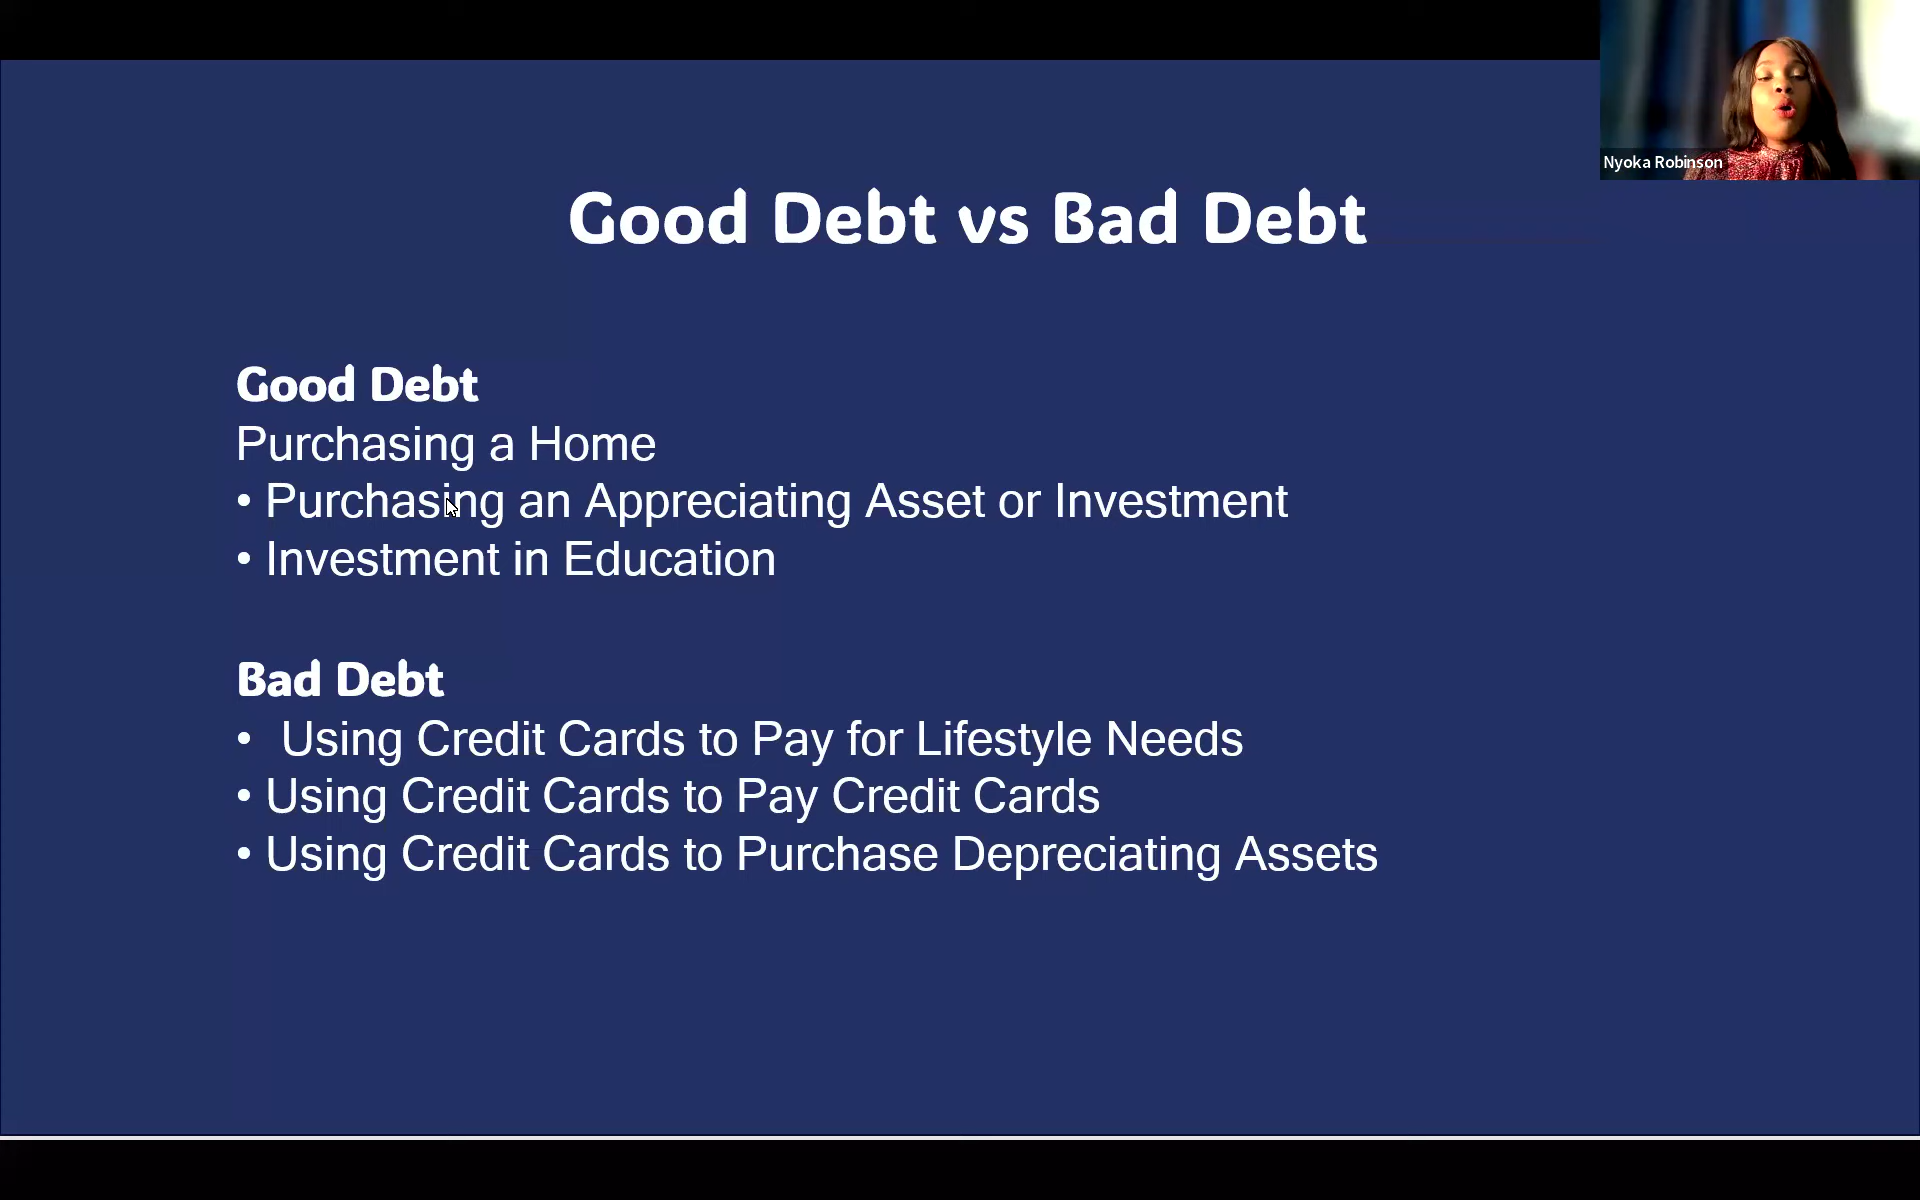 Nyoka Robinson
Good Debt vs Bad Debt
Good Debt
Purchasing a Home
• Purchasing an Appreciating Asset or Investment
• Investment in Education
Bad Debt
• Using Credit Cards to Pay for Lifestyle Needs
• Using Credit Cards to Pay Credit Cards
• Using Credit Cards to Purchase Depreciating Assets